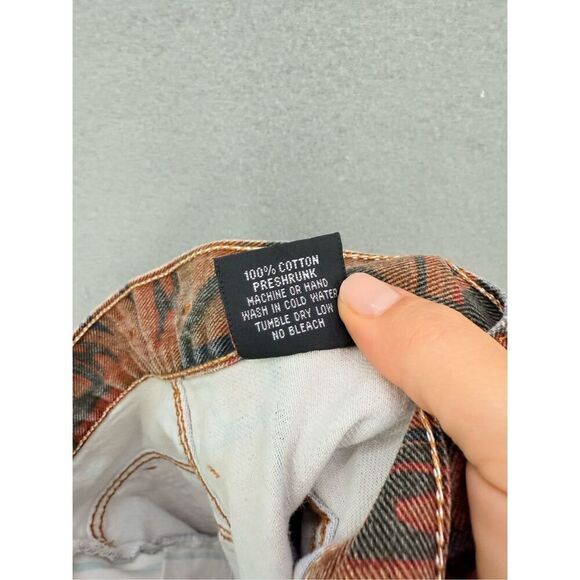 100% COTTON
PRESHRUNK
MACHINE OR HAND
WASH IN COLD WATER
TUMBLE DRY LOW
NO BLEACH